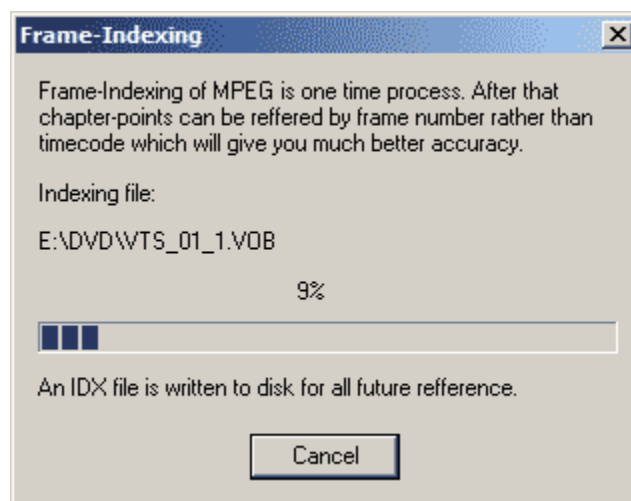 Frame-Indexing
Frame-Indexing of MPEG is one time process. After that
chapter-points can be reffered by frame number rather than
timecode which will give you much better accuracy.
Indexing file:
E:\DVD\VTS_01_1.VOB
9%
An IDX file is written to disk for all future refference.
Cancel